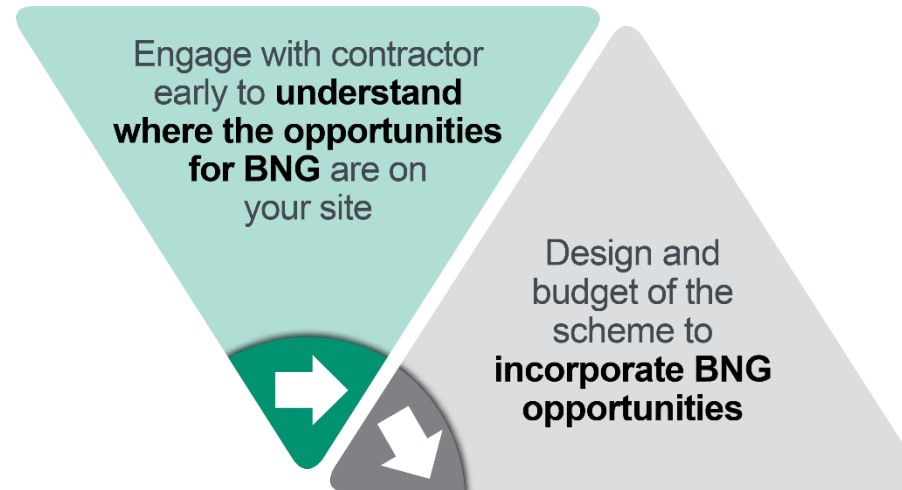 Engage with contractor
early to understand
where the opportunities
for BNG are on
your site
Design and
budget of the
scheme to
incorporate BNG
opportunities